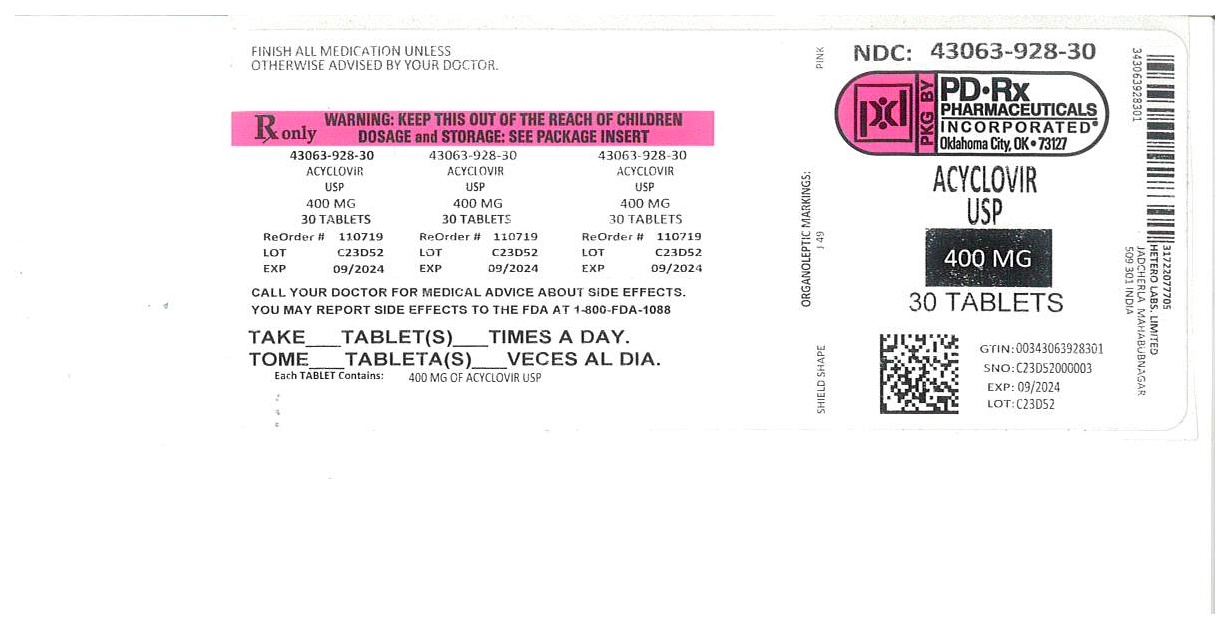 FINISH ALL MEDICATION UNLESS
OTHERWISE ADVISED BY YOUR DOCTOR.
Rx only
WARNING: KEEP THIS OUT OF THE REACH OF CHILDREN
DOSAGE and STORAGE: SEE PACKAGE INSERT
43063-928-30 43063-928-30 43063-928-30
ACYCLOVIR ACYCLOVIR ACYCLOVIR
USP USP USP
400 MG 400 MG 400 MG
30 TABLETS 30 TABLETS 30 TABLETS
ReOrder # 110719 ReOrder # 110719 ReOrder # 110719
LOT C23D52 LOT C23D52 LOT C23D52
EXP 09/2024 EXP 09/2024 EXP 09/2024
CALL YOUR DOCTOR FOR MEDICAL ADVICE ABOUT SIDE EFFECTS.
YOU MAY REPORT SIDE EFFECTS TO THE FDA AT 1-800-FDA-1088
TAKE___TABLET(S)___TIMES A DAY.
TOME___TABLETA(S)___VECES AL DIA.
Each TABLET Contains: 400 MG OF ACYCLOVIR USP
PINK
ORGANOLEPTIC MARKINGS:
J 49
SHIELD SHAPE
NDC: 43063-928-30
PKG BY
PD•Rx
PHARMACEUTICALS
INCORPORATED®
Oklahoma City, OK • 73127
ACYCLOVIR
USP
400 MG
30 TABLETS
GTIN: 00343063928301
SNO: C23D52000003
EXP: 09/2024
LOT: C23D52
343063928301
317220777​05
HETERO LABS. LIMITED
JADCHERLA MAHABUBNAGAR
509 301 INDIA